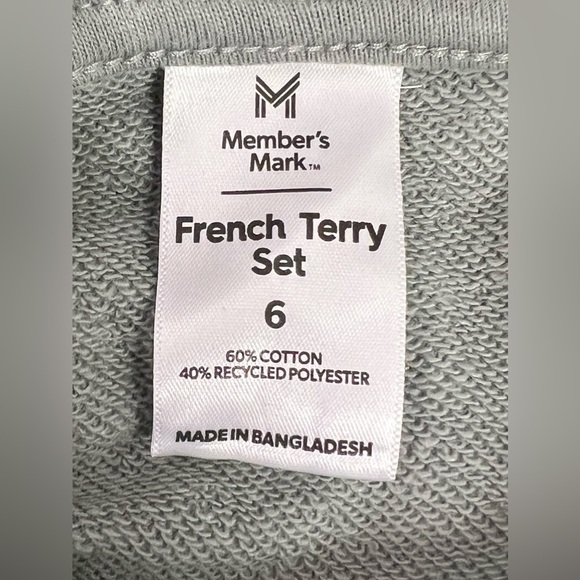 Member's
Mark™
French Terry
Set
6
60% COTTON
40% RECYCLED POLYESTER
MADE IN BANGLADESH